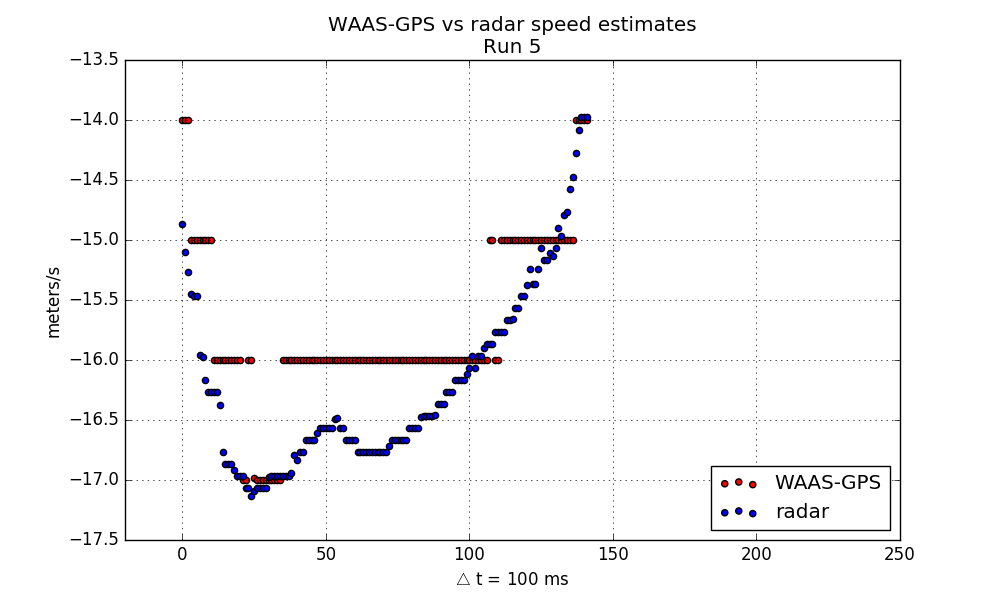 WAAS-GPS vs radar speed estimates
Run 5
−13.5
−14.0
−14.5
−15.0
−15.5
−16.0
−16.5
−17.0
−17.5
meters/s
0
50
100
150
200
250
△ t = 100 ms
WAAS-GPS
radar